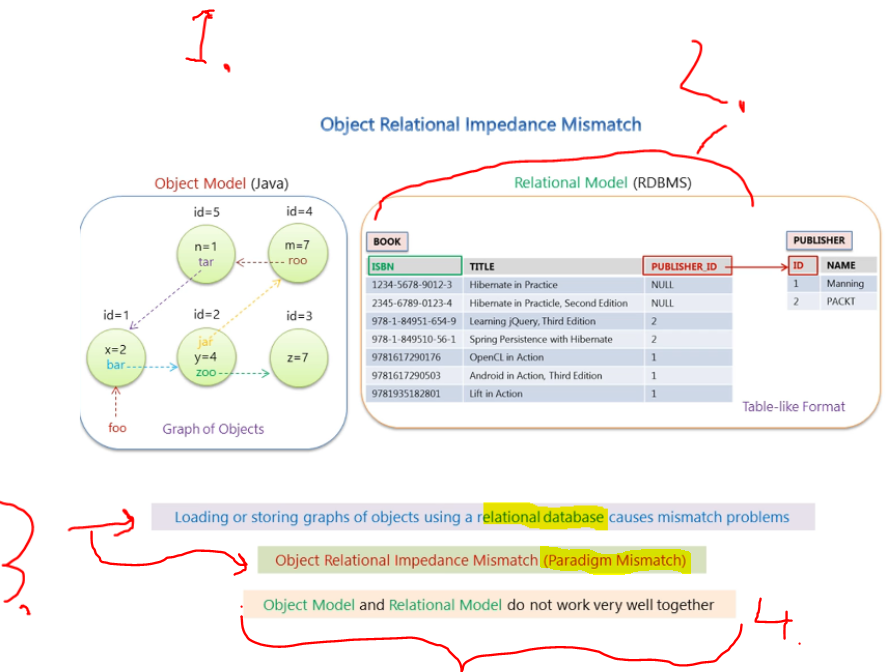 1.
2.
Object Relational Impedance Mismatch
Object Model (Java)
id=5 id=4
n=1 m=7
tar roo
id=1 id=2 id=3
jar
x=2 y=4 z=7
bar zoo
foo
Graph of Objects
Relational Model (RDBMS)
BOOK
ISBN TITLE PUBLISHER_ID
1234-5678-9012-3 Hibernate in Practice NULL
2345-6789-0123-4 Hibernate in Practicle, Second Edition NULL
978-1-84951-654-9 Learning jQuery, Third Edition 2
978-1-849510-56-1 Spring Persistence with Hibernate 2
9781617290176 OpenCL in Action 1
9781617290503 Android in Action, Third Edition 1
9781935182801 Lift in Action 1
PUBLISHER
ID NAME
1 Manning
2 PACKT
Table-like Format
3.
Loading or storing graphs of objects using a relational database causes mismatch problems
Object Relational Impedance Mismatch (Paradigm Mismatch)
Object Model and Relational Model do not work very well together
4.